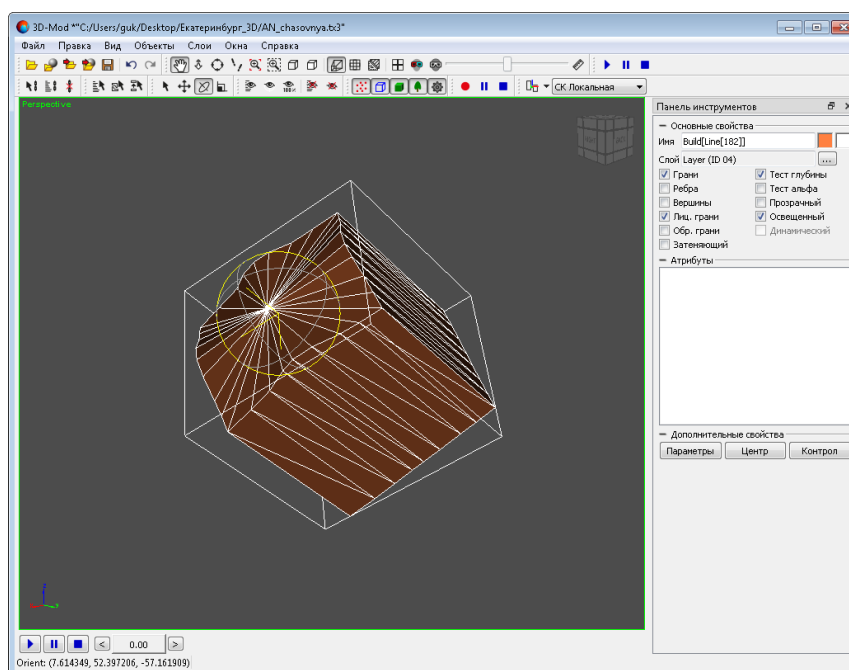 3D-Mod *"C:/Users/guk/Desktop/Екатеринбург_3D/AN_chasovnya.tx3"
Файл Правка Вид Объекты Слои Окна Справка
100%
СК Локальная
Perspective
Панель инструментов
Основные свойства
Имя Build[Line[182]]
Слой Layer (ID 04) ...
Грани Тест глубины
Ребра Тест альфа
Вершины Прозрачный
Лиц. грани Освещенный
Обр. грани Динамический
Затеняющий
Атрибуты
Дополнительные свойства
Параметры Центр Контрол
z
< 0.00 >
Orient: (7.614349, 52.397206, -57.161909)